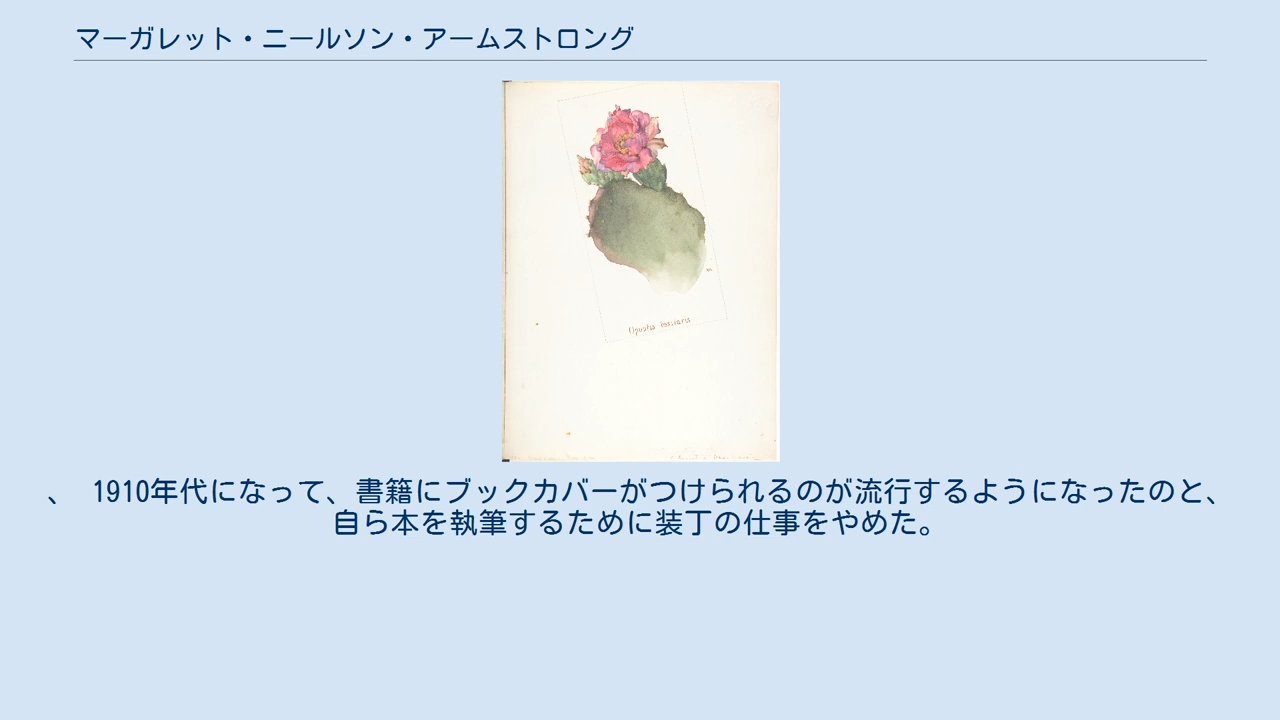 マーガレット・ニールソン・アームストロング
、 1910年代になって、書籍にブックカバーがつけられるのが流行するようになったのと、
自ら本を執筆するために装丁の仕事をやめた。